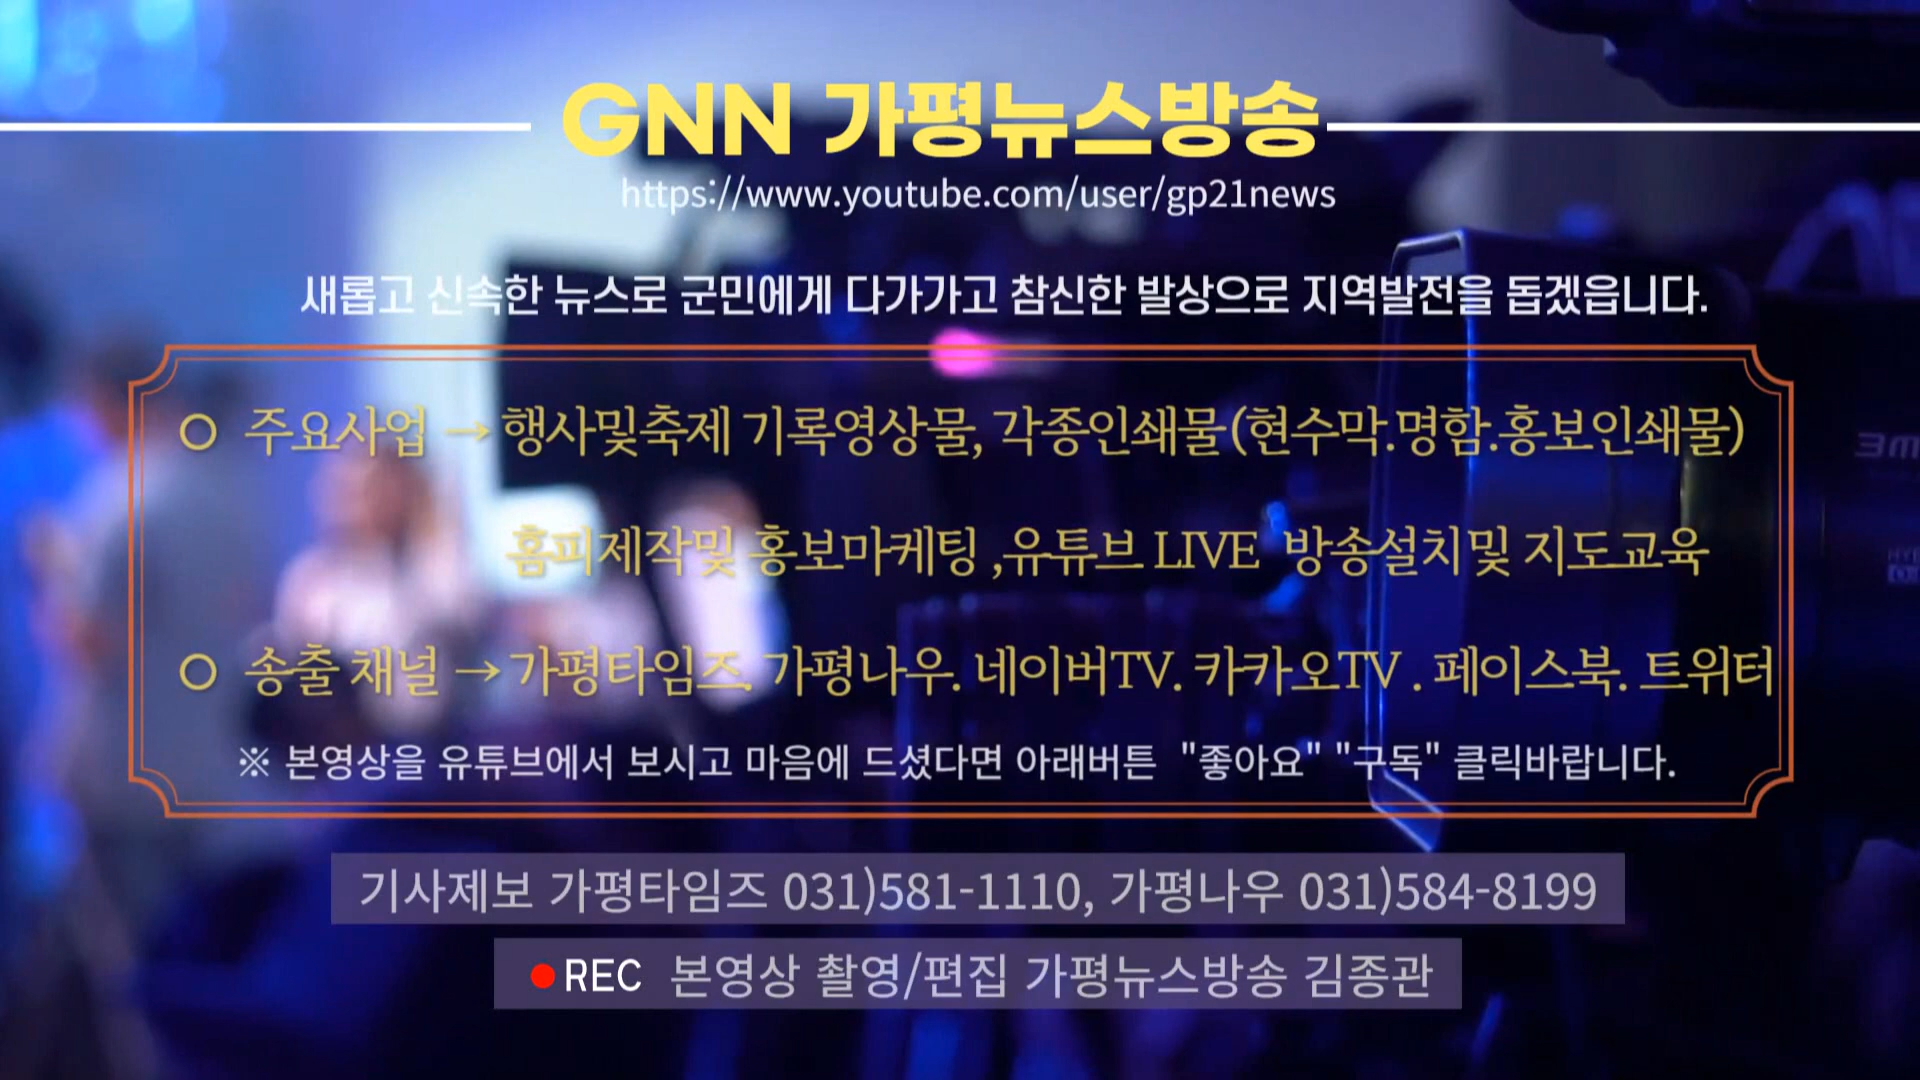 GNN 가평뉴스방송
https://www.youtube.com/user/gp21news
새롭고 신속한 뉴스로 군민에게 다가가고 참신한 발상으로 지역발전을 돕겠읍니다.
○ 주요사업 → 행사및축제 기록영상물, 각종인쇄물(현수막.명함.홍보인쇄물)
홈피제작및 홍보마케팅 ,유튜브 LIVE 방송설치및 지도교육
○ 송출 채널 → 가평타임즈. 가평나우. 네이버TV. 카카오TV . 페이스북. 트위터
※ 본영상을 유튜브에서 보시고 마음에 드셨다면 아래버튼 "좋아요" "구독" 클릭바랍니다.
기사제보 가평타임즈 031)581-1110, 가평나우 031)584-8199
REC 본영상 촬영/편집 가평뉴스방송 김종관